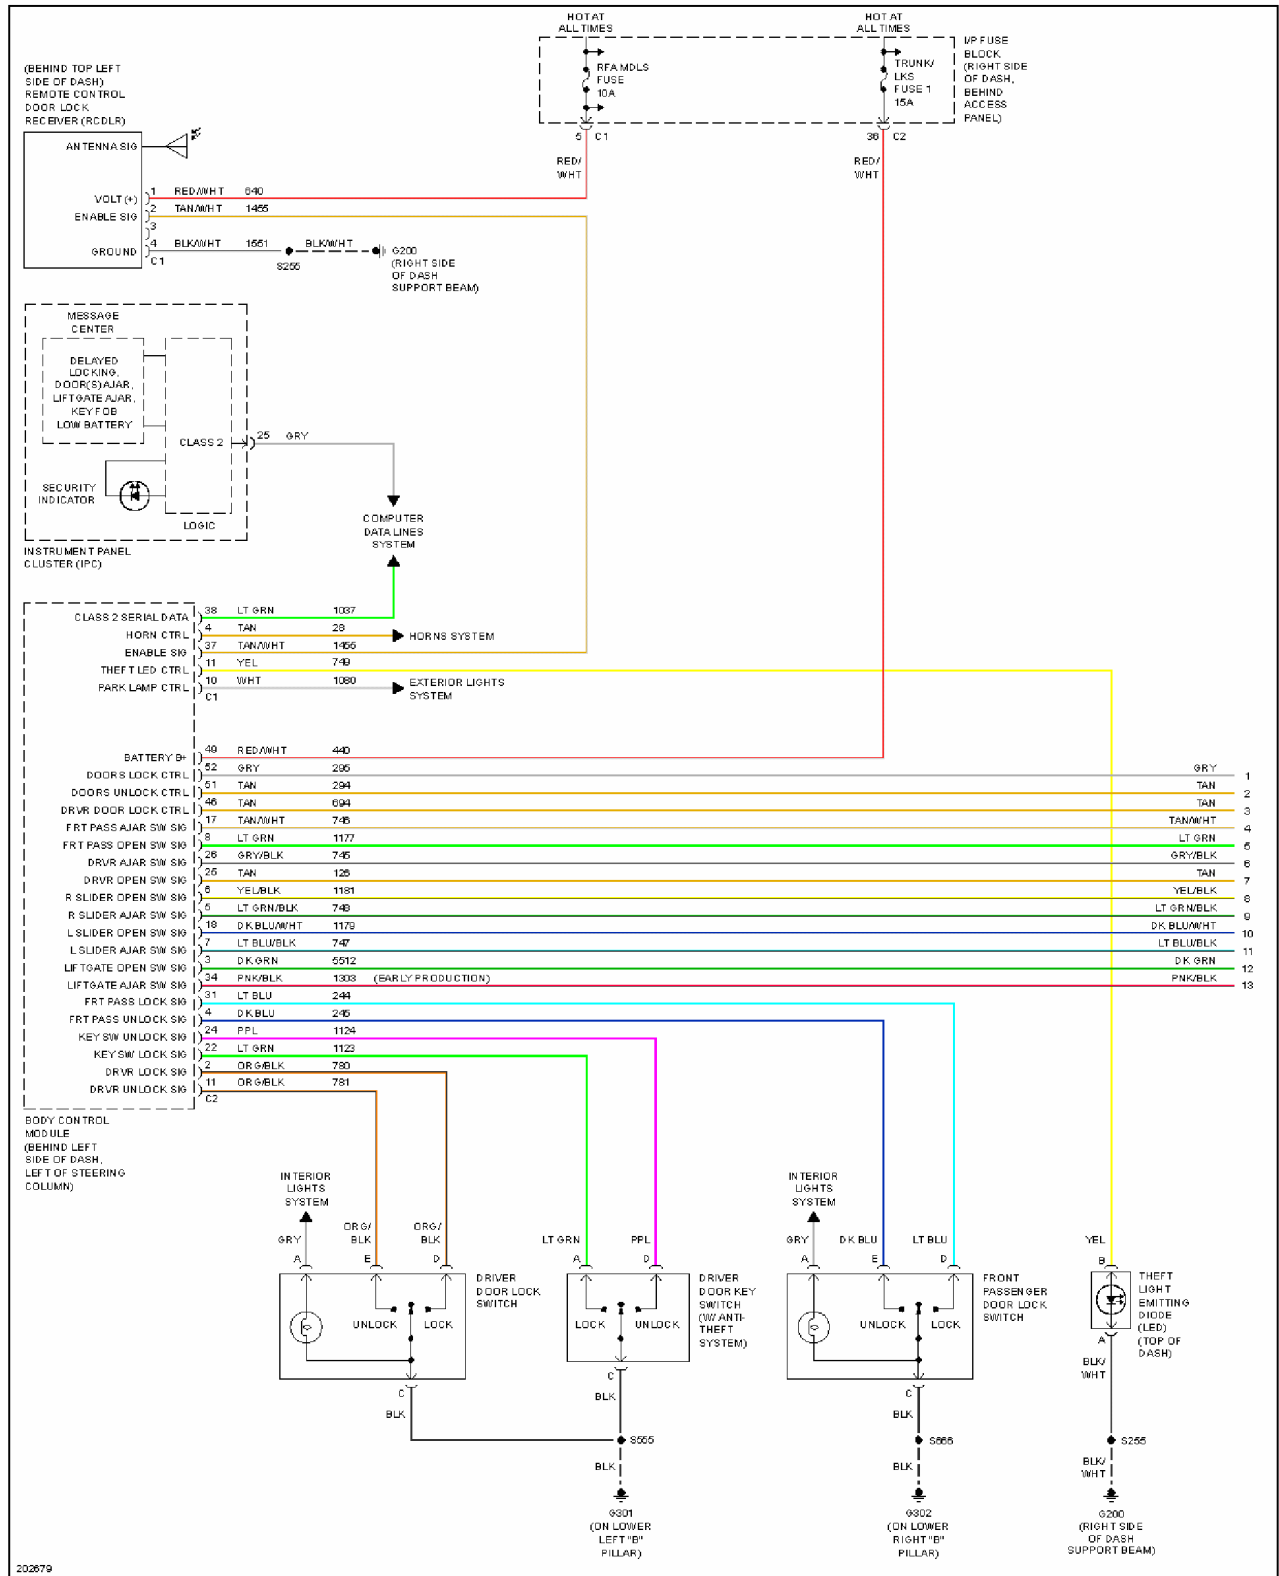 HOT AT
ALL TIMES
HOT AT
ALL TIMES
RFA MDLS
FUSE
10A
TRUNK/
LKS
FUSE 1
15A
I/P FUSE
BLOCK
(RIGHT SIDE
OF DASH,
BEHIND
ACCESS
PANEL)
5 C1
36 C2
RED/
WHT
RED/
WHT
(BEHIND TOP LEFT
SIDE OF DASH)
REMOTE CONTROL
DOOR LOCK
RECEIVER (RCDLR)
ANTENNA SIG
VOLT (+) 1 RED/WHT 640
ENABLE SIG 2 TAN/WHT 1455
3
GROUND 4 BLK/WHT 1551 BLK/WHT
C1
S255
G200
(RIGHT SIDE
OF DASH
SUPPORT BEAM)
MESSAGE
CENTER
DELAYED
LOCKING,
DOOR(S) AJAR,
LIFTGATE AJAR,
KEY FOB
LOW BATTERY
CLASS 2 25 GRY
SECURITY
INDICATOR
LOGIC
INSTRUMENT PANEL
CLUSTER (IPC)
COMPUTER
DATA LINES
SYSTEM
CLASS 2 SERIAL DATA 38 LT GRN 1037
HORN CTRL 4 TAN 28 HORNS SYSTEM
ENABLE SIG 37 TAN/WHT 1455
THEFT LED CTRL 11 YEL 749
PARK LAMP CTRL 10 WHT 1080 EXTERIOR LIGHTS
SYSTEM
C1
BATTERY B+ 49 RED/WHT 440
DOORS LOCK CTRL 52 GRY 295 GRY 1
DOORS UNLOCK CTRL 51 TAN 294 TAN 2
DRVR DOOR LOCK CTRL 46 TAN 694 TAN 3
FRT PASS AJAR SW SIG 17 TAN/WHT 746 TAN/WHT 4
FRT PASS OPEN SW SIG 8 LT GRN 1177 LT GRN 5
DRVR AJAR SW SIG 26 GRY/BLK 745 GRY/BLK 6
DRVR OPEN SW SIG 25 TAN 126 TAN 7
R SLIDER OPEN SW SIG 6 YEL/BLK 1181 YEL/BLK 8
R SLIDER AJAR SW SIG 5 LT GRN/BLK 748 LT GRN/BLK 9
L SLIDER OPEN SW SIG 18 DK BLU/WHT 1179 DK BLU/WHT 10
L SLIDER AJAR SW SIG 7 LT BLU/BLK 747 LT BLU/BLK 11
LIFTGATE OPEN SW SIG 3 DK GRN 5512 DK GRN 12
LIFTGATE AJAR SW SIG 34 PNK/BLK 1303 (EARLY PRODUCTION) PNK/BLK 13
FRT PASS LOCK SIG 31 LT BLU 244
FRT PASS UNLOCK SIG 4 DK BLU 245
KEY SW UNLOCK SIG 24 PPL 1124
KEY SW LOCK SIG 22 LT GRN 1123
DRVR LOCK SIG 2 ORG/BLK 780
DRVR UNLOCK SIG 11 ORG/BLK 781
C2
BODY CONTROL
MODULE
(BEHIND LEFT
SIDE OF DASH,
LEFT OF STEERING
COLUMN)
INTERIOR
LIGHTS
SYSTEM
GRY
A
ORG/
BLK
E
ORG/
BLK
D
UNLOCK LOCK
DRIVER
DOOR LOCK
SWITCH
C
BLK
LT GRN
A
PPL
D
LOCK UNLOCK
DRIVER
DOOR KEY
SWITCH
(W/ ANTI-
THEFT
SYSTEM)
C
BLK
S555
BLK
G301
(ON LOWER
LEFT "B"
PILLAR)
INTERIOR
LIGHTS
SYSTEM
GRY
A
DK BLU
E
LT BLU
D
UNLOCK LOCK
FRONT
PASSENGER
DOOR LOCK
SWITCH
C
BLK
S666
BLK
G302
(ON LOWER
RIGHT "B"
PILLAR)
YEL
B
THEFT
LIGHT
EMITTING
DIODE
(LED)
(TOP OF
DASH)
A
BLK/
WHT
S255
BLK/
WHT
G200
(RIGHT SIDE
OF DASH
SUPPORT BEAM)
202679